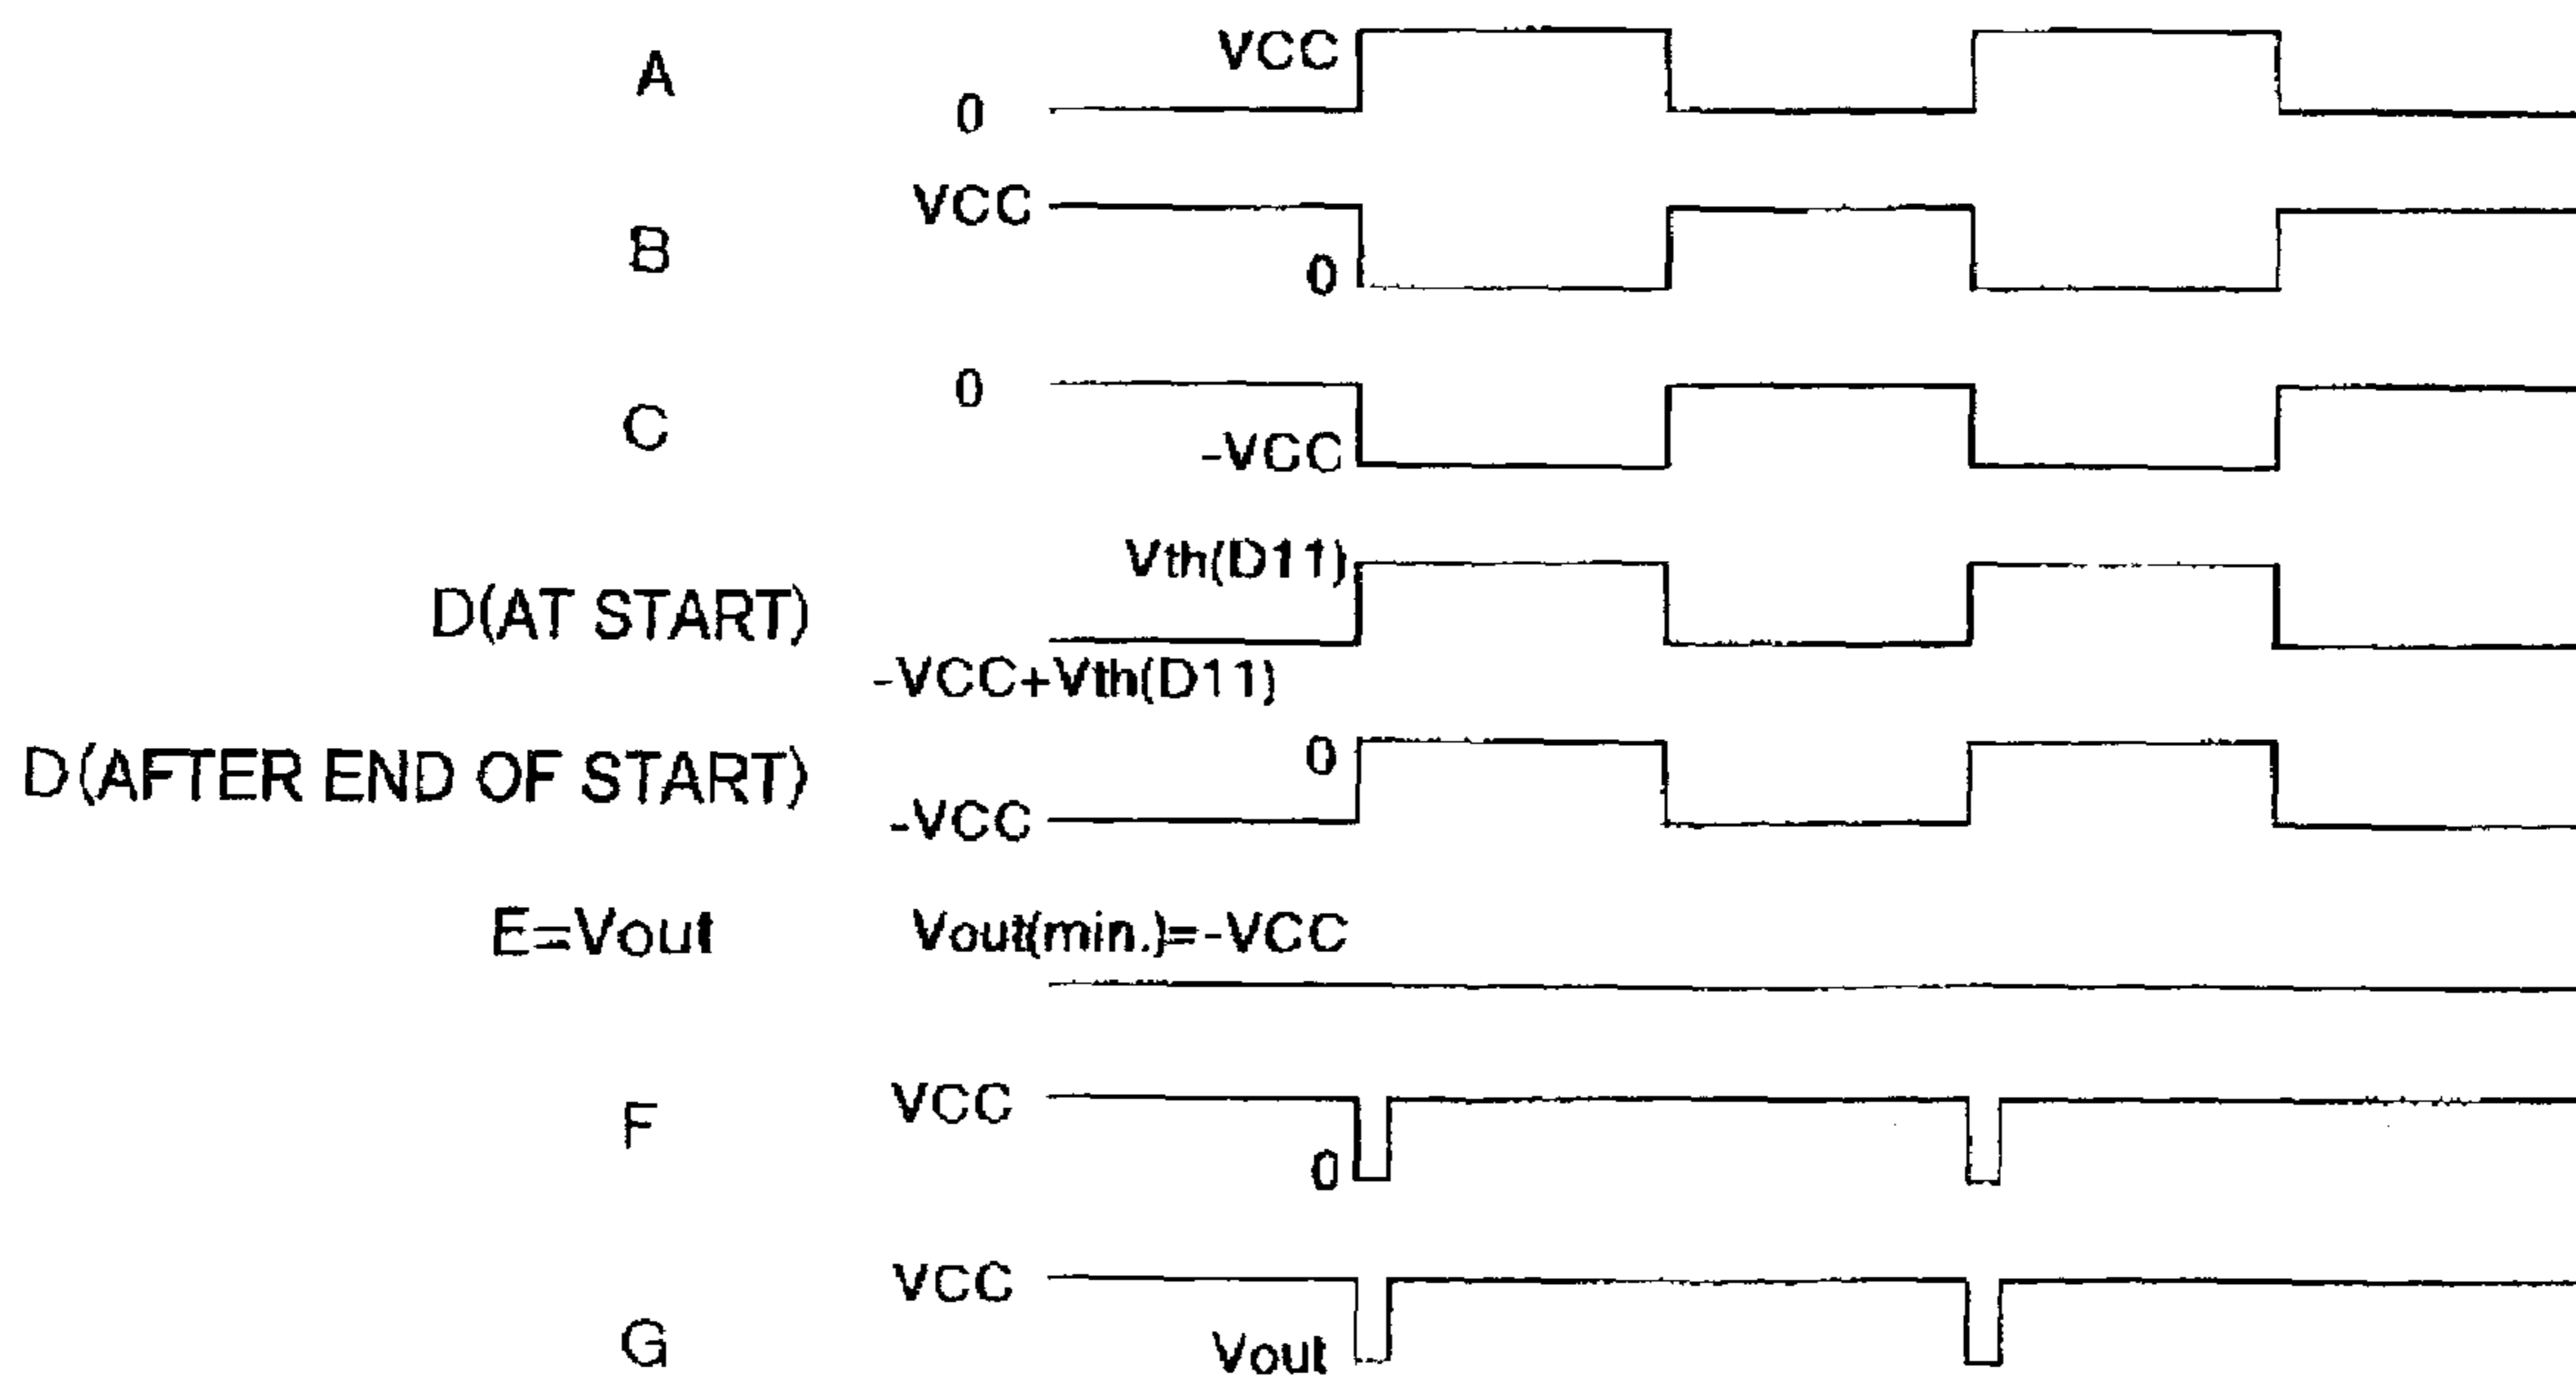 A
VCC
0
B
VCC
0
C
0
-VCC
D(AT START)
Vth(D11)
-VCC+Vth(D11)
D(AFTER END OF START)
0
-VCC
E=Vout
Vout(min.)=-VCC
F
VCC
0
G
VCC
Vout